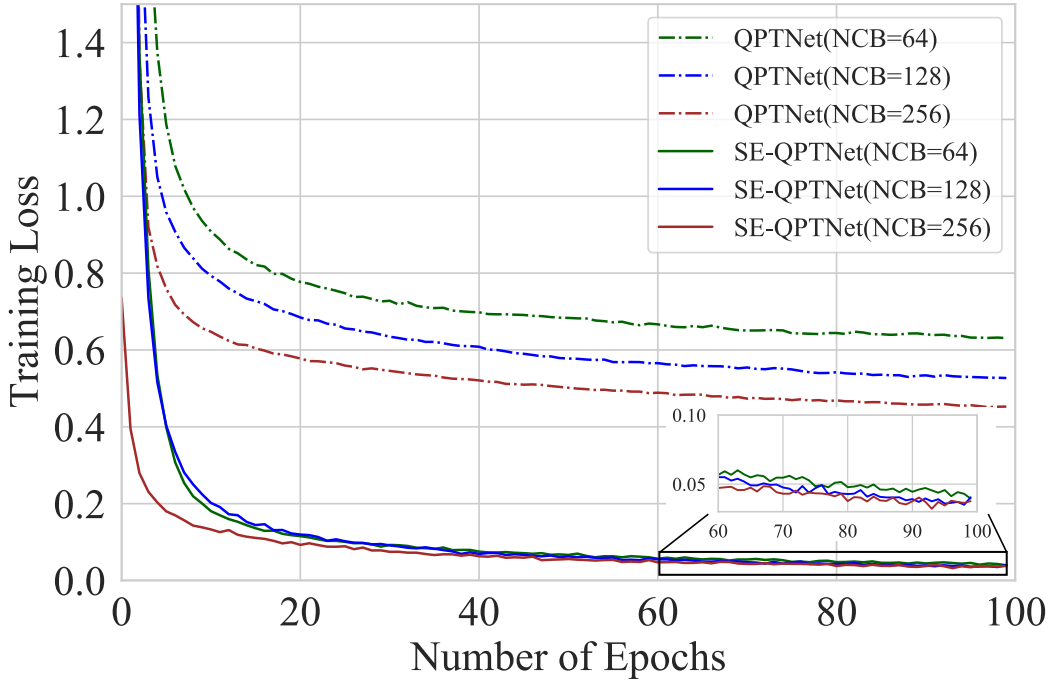 1.4
1.2
1.0
0.8
0.6
0.4
0.2
0.0
Training Loss
QPTNet(NCB=64)
QPTNet(NCB=128)
QPTNet(NCB=256)
SE-QPTNet(NCB=64)
SE-QPTNet(NCB=128)
SE-QPTNet(NCB=256)
0.10
0.05
60 70 80 90 100
0 20 40 60 80 100
Number of Epochs